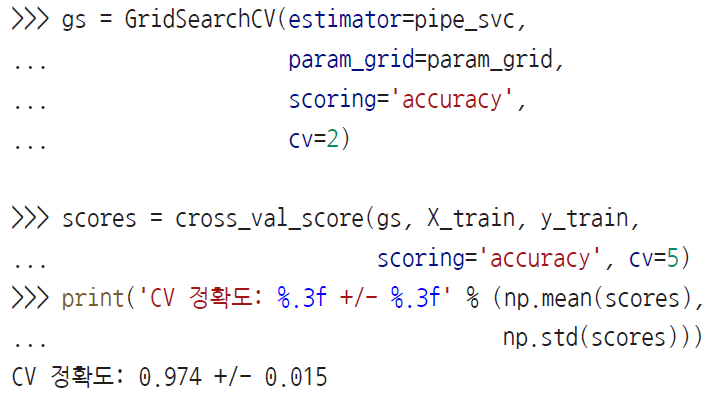 >>> gs = GridSearchCV(estimator=pipe_svc,
...                   param_grid=param_grid,
...                   scoring='accuracy',
...                   cv=2)
>>> scores = cross_val_score(gs, X_train, y_train,
...                          scoring='accuracy', cv=5)
>>> print('CV 정확도: %.3f +/- %.3f' % (np.mean(scores),
...                                     np.std(scores)))
CV 정확도: 0.974 +/- 0.015